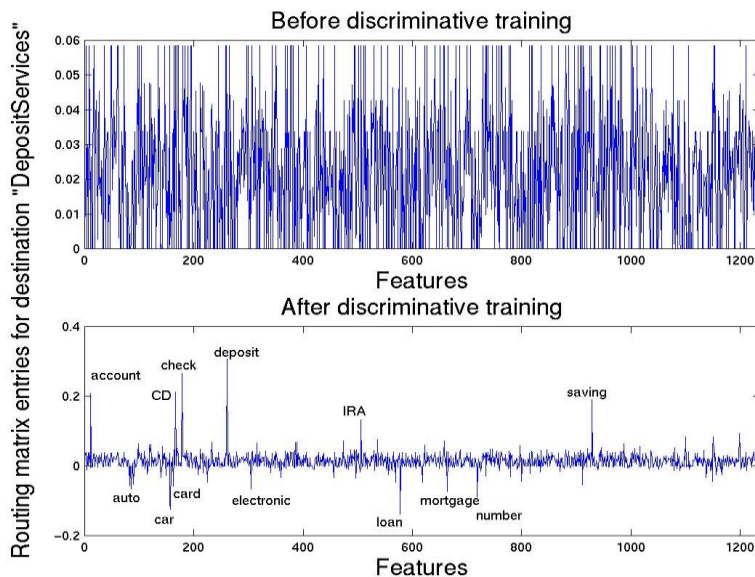 Before discriminative training
Routing matrix entries for destination "DepositServices"
0.06
0.05
0.04
0.03
0.02
0.01
0
0 200 400 600 800 1000 1200
Features
After discriminative training
0.4
0.2
0
−0.2
deposit
check
account
CD
IRA
saving
auto
card
car
electronic
loan
mortgage
number
0 200 400 600 800 1000 1200
Features